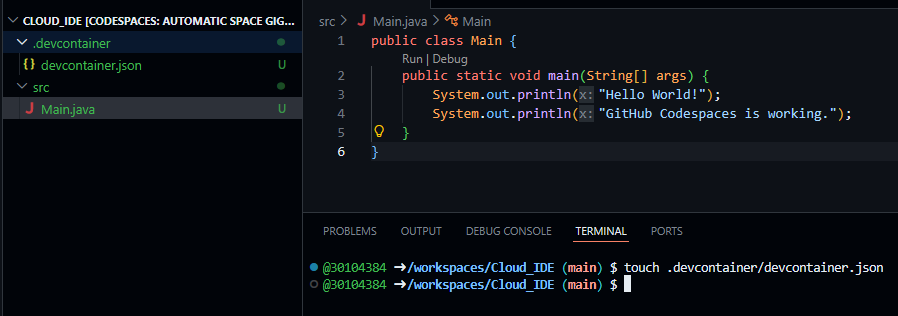 CLOUD_IDE [CODESPACES: AUTOMATIC SPACE GIG...
.devcontainer
{} devcontainer.json U
src
J Main.java U
src > J Main.java > Main
1 public class Main {
Run | Debug
2 public static void main(String[] args) {
3 System.out.println(x: "Hello World!");
4 System.out.println(x: "GitHub Codespaces is working.");
5 }
6 }
PROBLEMS OUTPUT DEBUG CONSOLE TERMINAL PORTS
@30104384 ➜/workspaces/Cloud_IDE (main) $ touch .devcontainer/devcontainer.json
@30104384 ➜/workspaces/Cloud_IDE (main) $